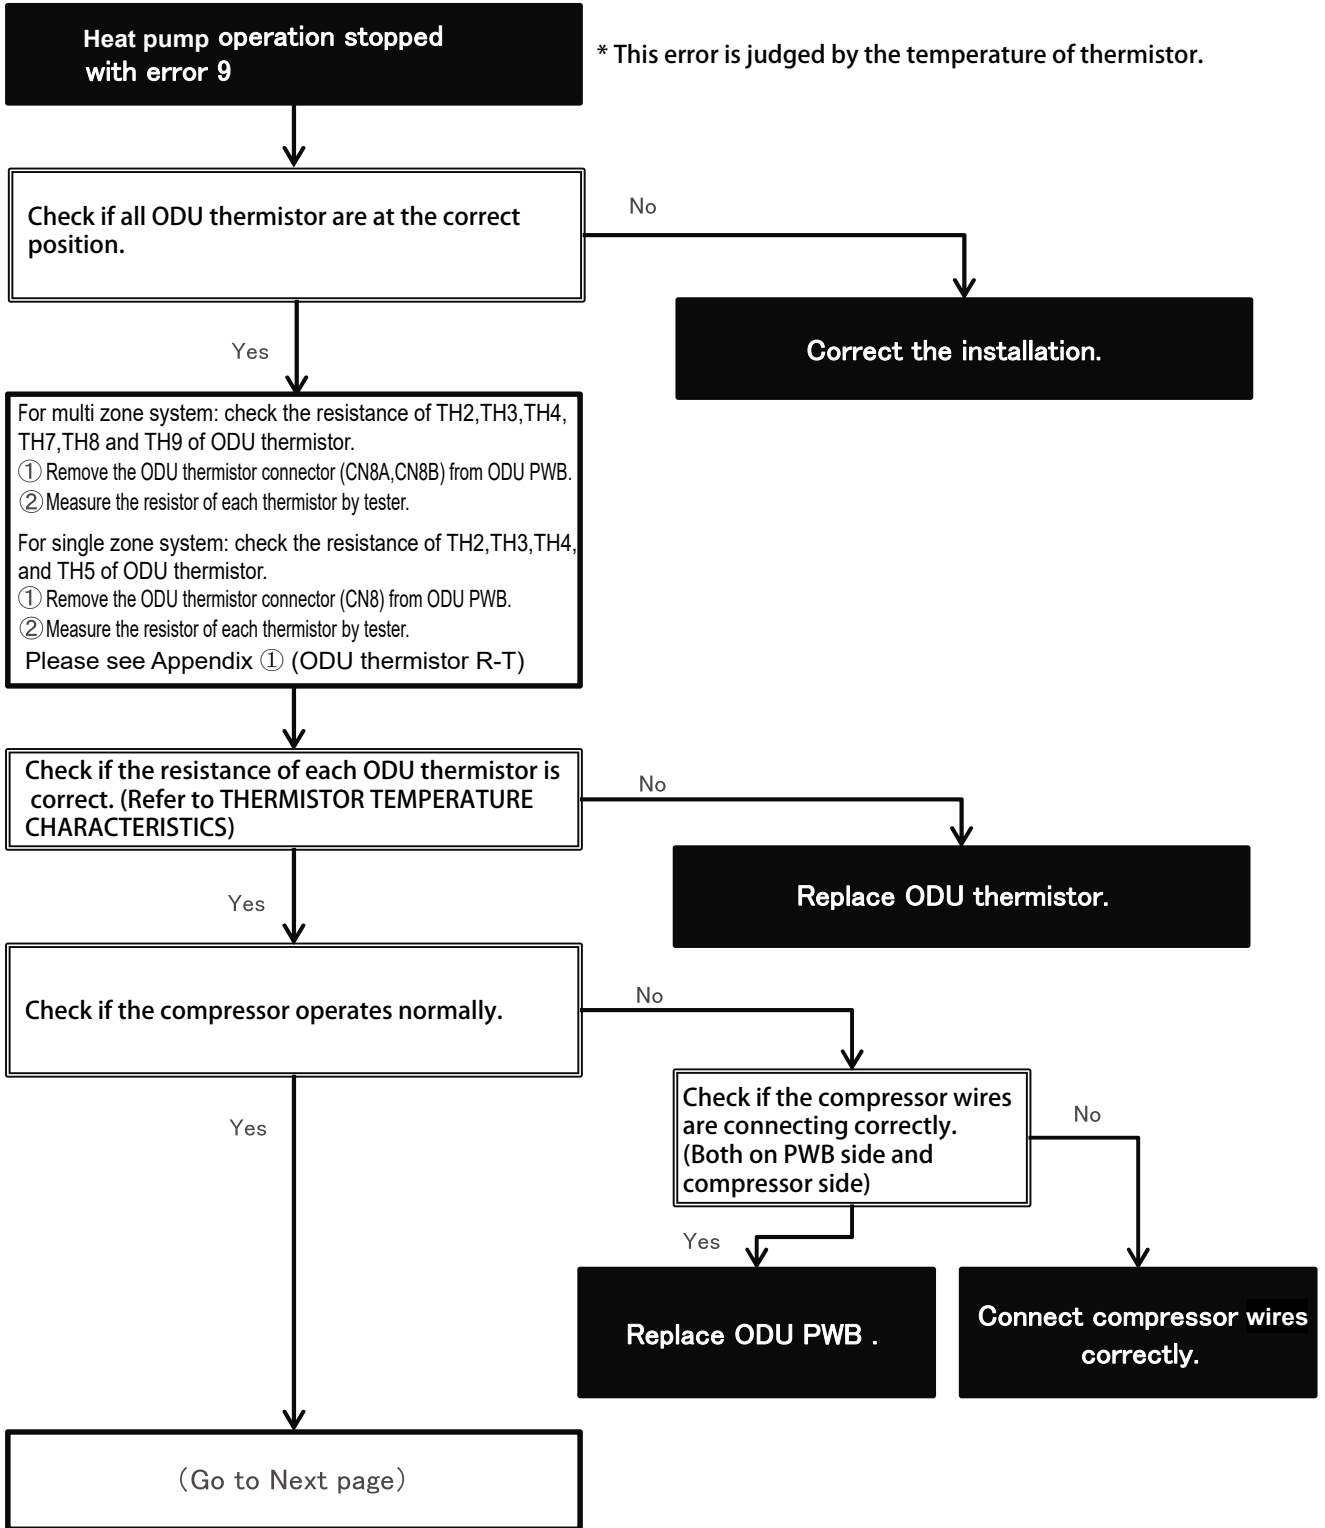 Heat pump operation stopped
with error 9
* This error is judged by the temperature of thermistor.
Check if all ODU thermistor are at the correct
position.
No
Correct the installation.
Yes
For multi zone system: check the resistance of TH2,TH3,TH4,
TH7,TH8 and TH9 of ODU thermistor.
① Remove the ODU thermistor connector (CN8A,CN8B) from ODU PWB.
② Measure the resistor of each thermistor by tester.
For single zone system: check the resistance of TH2,TH3,TH4,
and TH5 of ODU thermistor.
① Remove the ODU thermistor connector (CN8) from ODU PWB.
② Measure the resistor of each thermistor by tester.
Please see Appendix ① (ODU thermistor R-T)
Check if the resistance of each ODU thermistor is
correct. (Refer to THERMISTOR TEMPERATURE
CHARACTERISTICS)
No
Replace ODU thermistor.
Yes
Check if the compressor operates normally.
No
Check if the compressor wires
are connecting correctly.
(Both on PWB side and
compressor side)
No
Yes
Yes
Replace ODU PWB .
Connect compressor wires
correctly.
(Go to Next page)